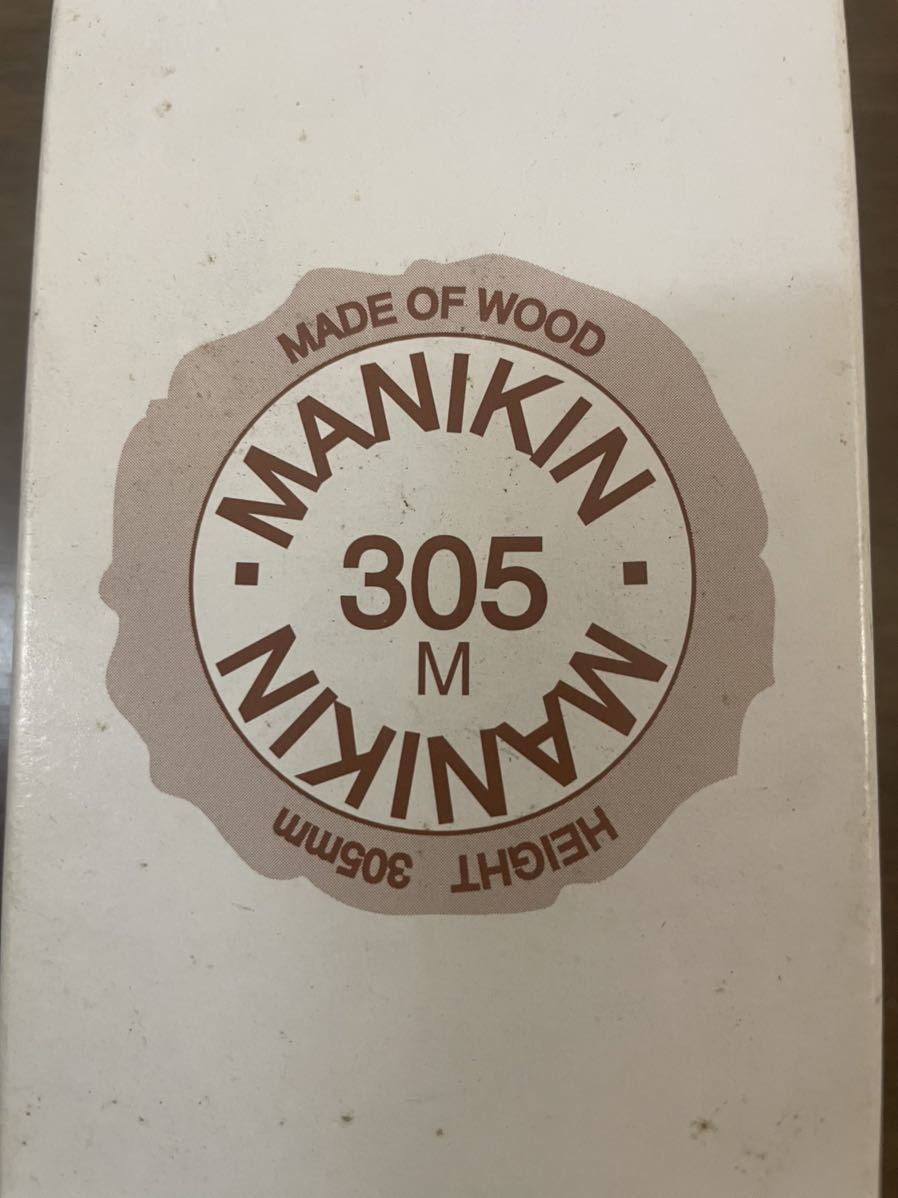 MADE OF WOOD
MANIKIN
305
M
MANIKIN
HEIGHT 305mm